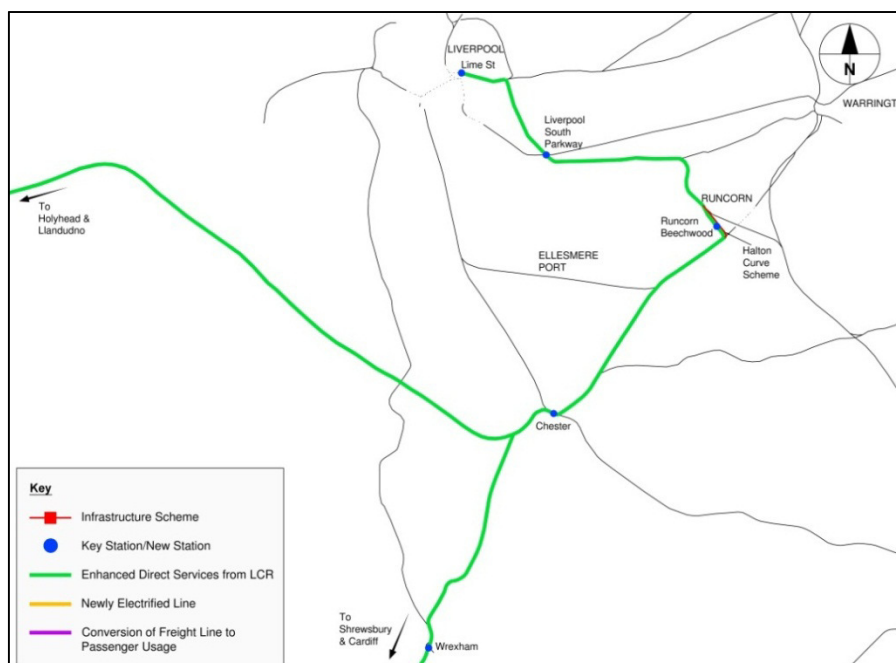 LIVERPOOL
Lime St
N
WARRINGT
Liverpool
South
Parkway
To
Holyhead &
Llandudno
RUNCORN
Runcorn
Beechwood
Halton
Curve
Scheme
ELLESMERE
PORT
Chester
Key
Infrastructure Scheme
Key Station/New Station
Enhanced Direct Services from LCR
Newly Electrified Line
Conversion of Freight Line to
Passenger Usage
To
Shrewsbury
& Cardiff
Wrexham